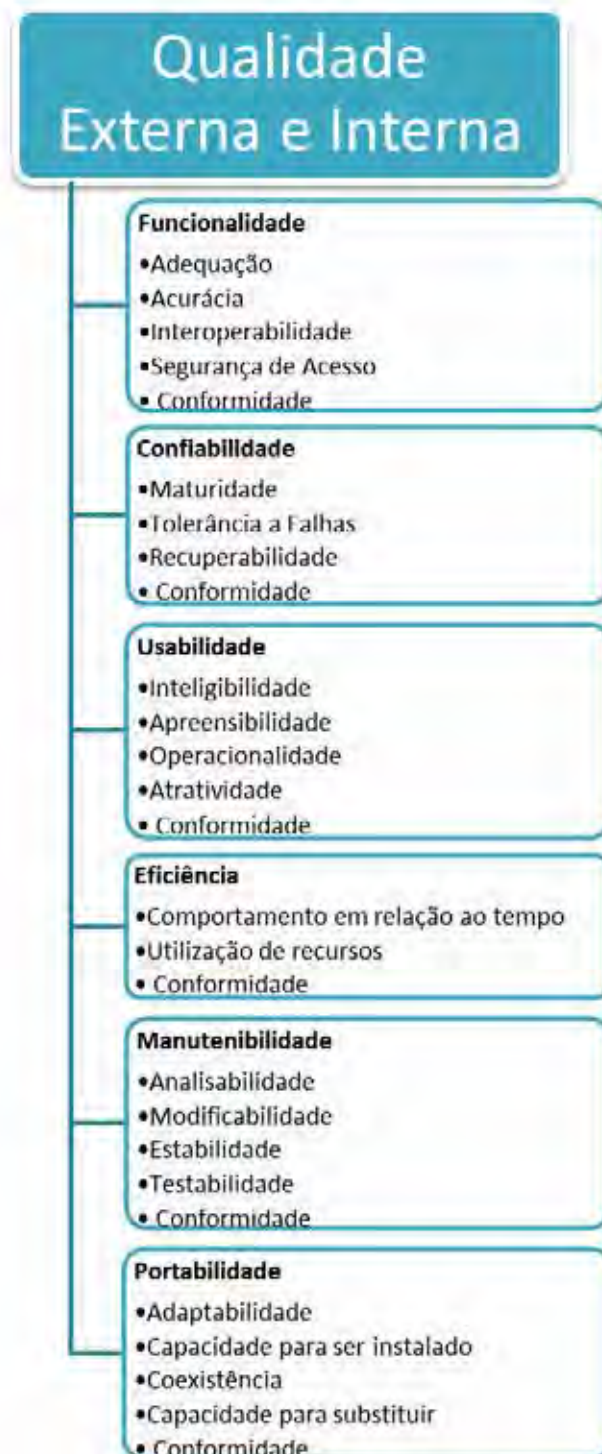 Qualidade
Externa e Interna
Funcionalidade
•Adequação
•Acurácia
•Interoperabilidade
•Segurança de Acesso
• Conformidade
Confiabilidade
•Maturidade
•Tolerância a Falhas
•Recuperabilidade
• Conformidade
Usabilidade
•Inteligibilidade
•Apreensibilidade
•Operacionalidade
•Atratividade
• Conformidade
Eficiência
•Comportamento em relação ao tempo
•Utilização de recursos
• Conformidade
Manutenibilidade
•Analisabilidade
•Modificabilidade
•Estabilidade
•Testabilidade
• Conformidade
Portabilidade
•Adaptabilidade
•Capacidade para ser instalado
•Coexistência
•Capacidade para substituir
• Conformidade